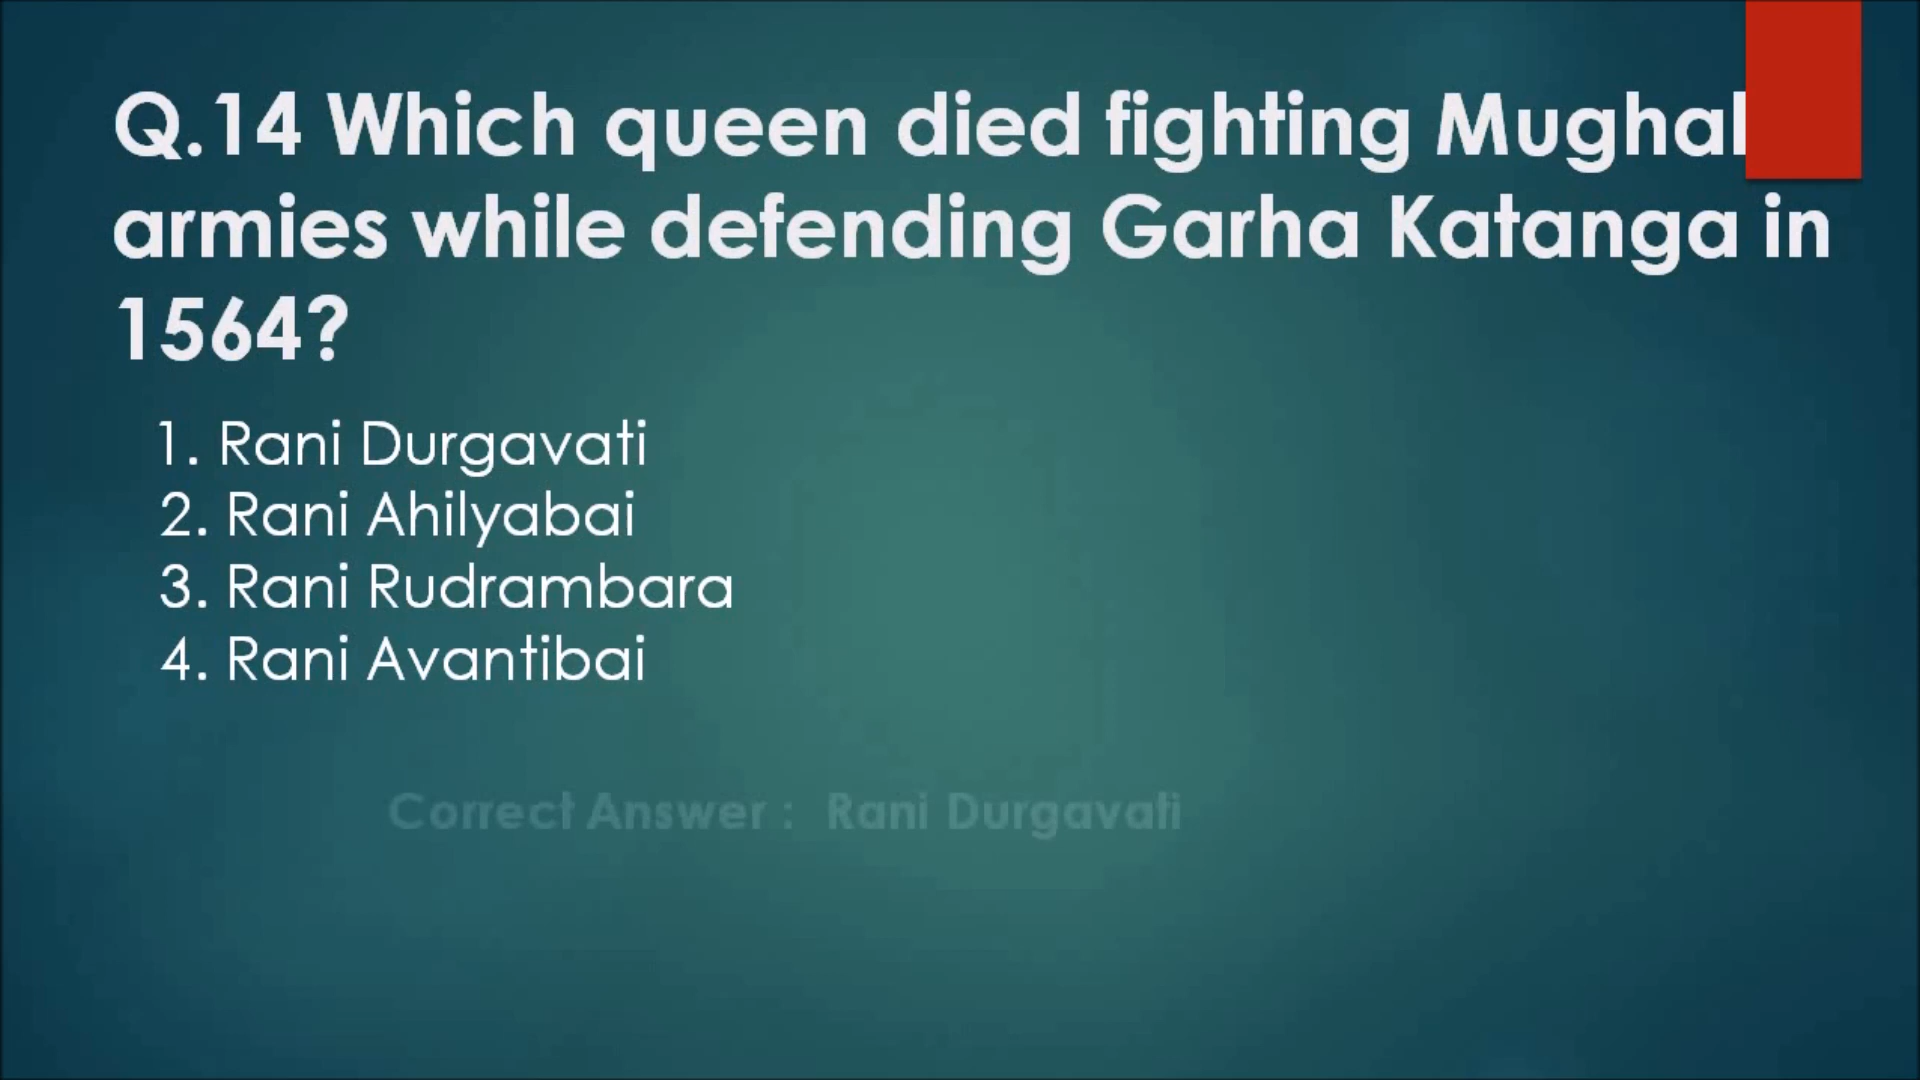 Q.14 Which queen died fighting Mughal
armies while defending Garha Katanga in
1564?
1. Rani Durgavati
2. Rani Ahilyabai
3. Rani Rudrambara
4. Rani Avantibai
Correct Answer : Rani Durgavati